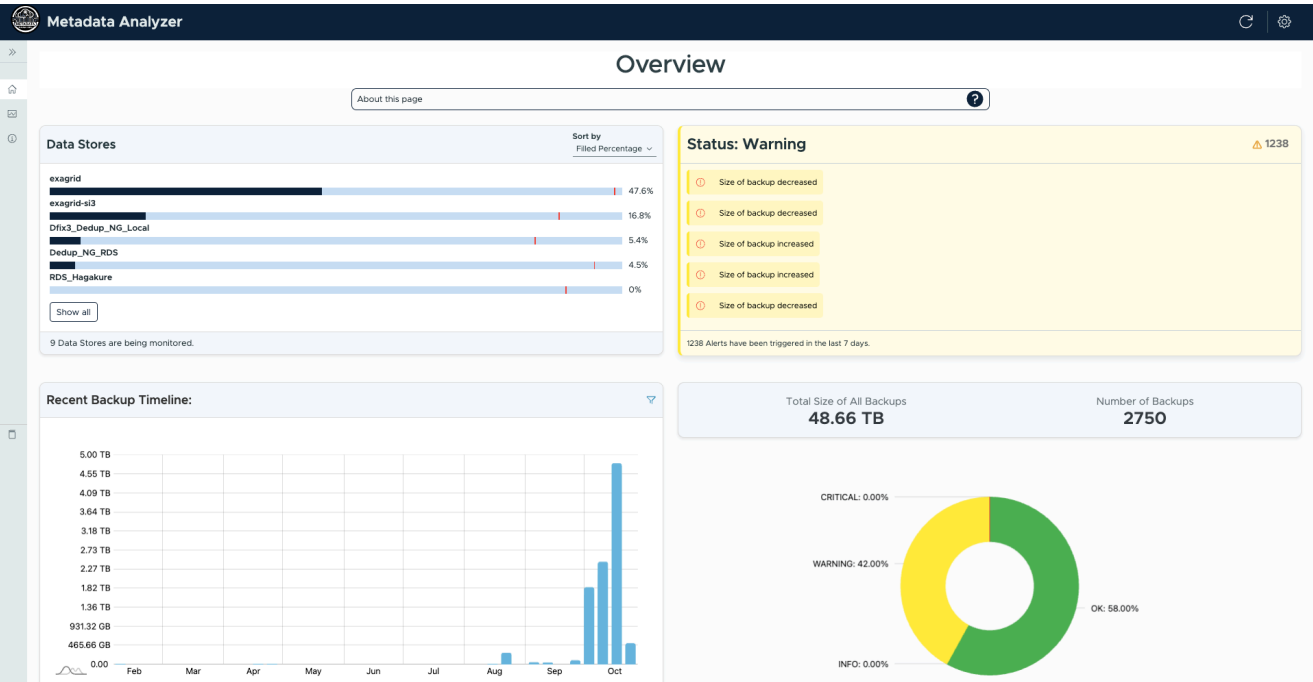 Metadata Analyzer
Overview
About this page
?
Data Stores
Sort by
Filled Percentage
exagrid
47.6%
exagrid-si3
16.8%
Dfix3_Dedup_NG_Local
5.4%
Dedup_NG_RDS
4.5%
RDS_Hagakure
0%
Show all
9 Data Stores are being monitored.
Status: Warning
1238
Size of backup decreased
Size of backup decreased
Size of backup increased
Size of backup increased
Size of backup decreased
1238 Alerts have been triggered in the last 7 days.
Recent Backup Timeline:
5.00 TB
4.55 TB
4.09 TB
3.64 TB
3.18 TB
2.73 TB
2.27 TB
1.82 TB
1.36 TB
931.32 GB
465.66 GB
0.00
Feb Mar Apr May Jun Jul Aug Sep Oct
Total Size of All Backups
48.66 TB
Number of Backups
2750
CRITICAL: 0.00%
WARNING: 42.00%
OK: 58.00%
INFO: 0.00%